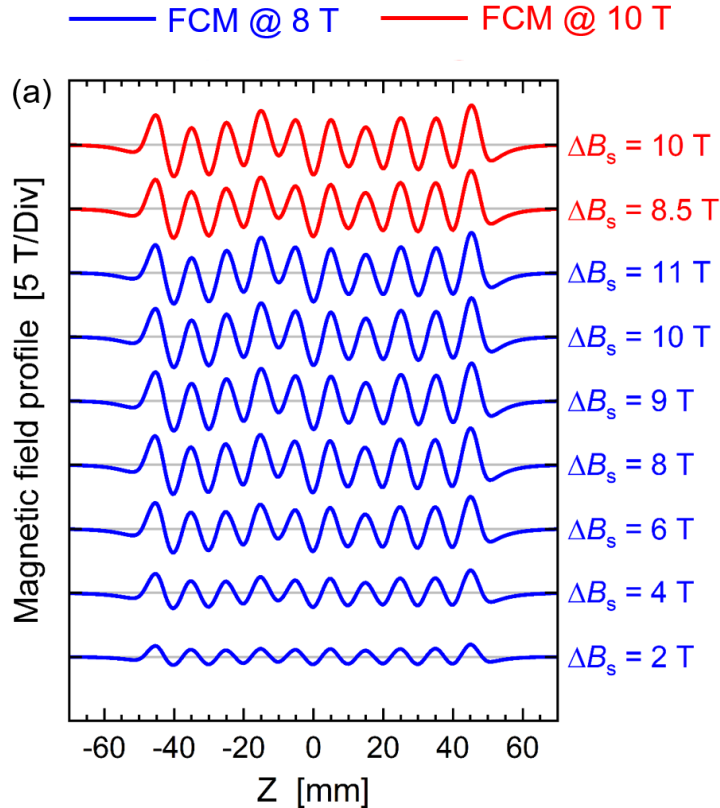 FCM @ 8 T FCM @ 10 T
(a)
Magnetic field profile [5 T/Div]
ΔBs = 10 T
ΔBs = 8.5 T
ΔBs = 11 T
ΔBs = 10 T
ΔBs = 9 T
ΔBs = 8 T
ΔBs = 6 T
ΔBs = 4 T
ΔBs = 2 T
-60 -40 -20 0 20 40 60
Z [mm]